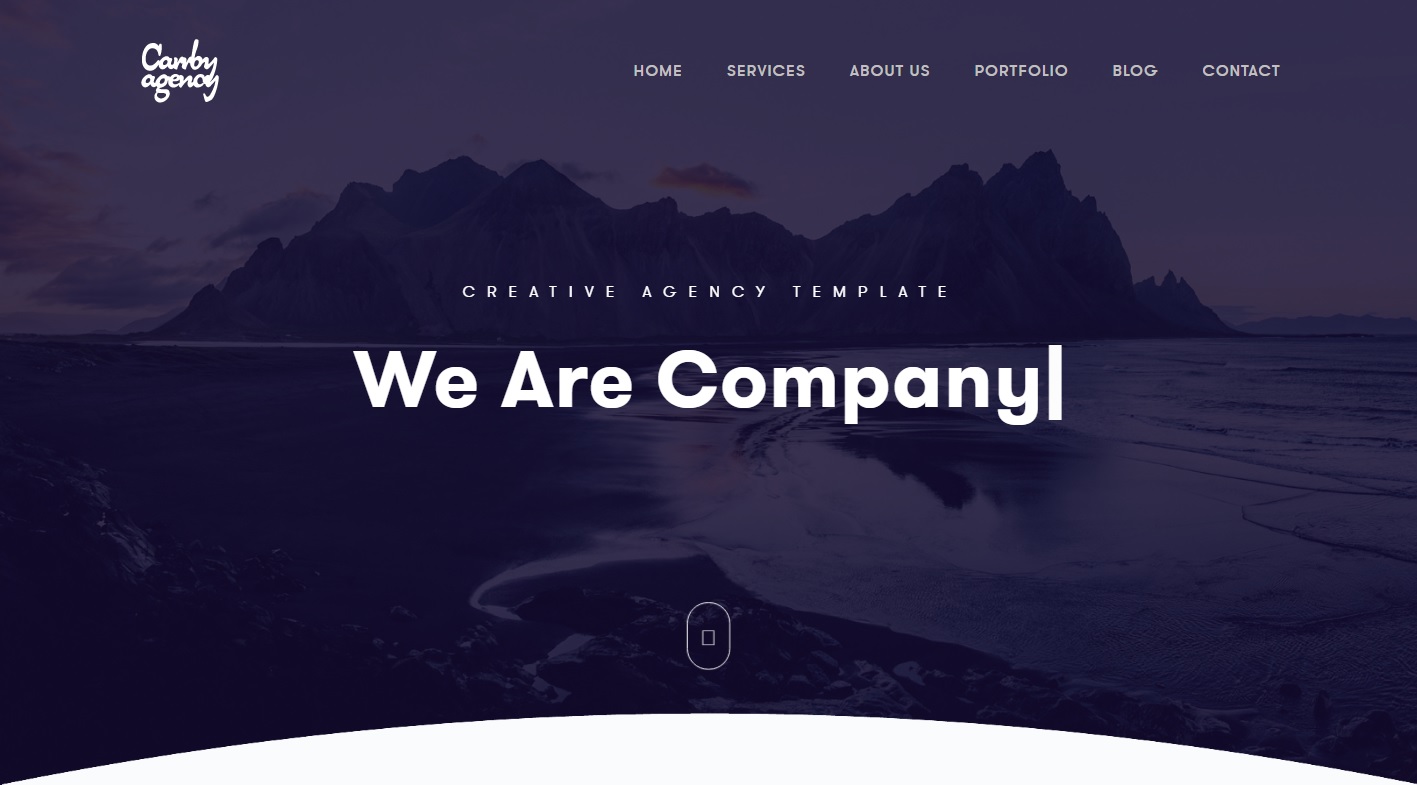 Canby
agency
HOME SERVICES ABOUT US PORTFOLIO BLOG CONTACT
CREATIVE AGENCY TEMPLATE
We Are Company|